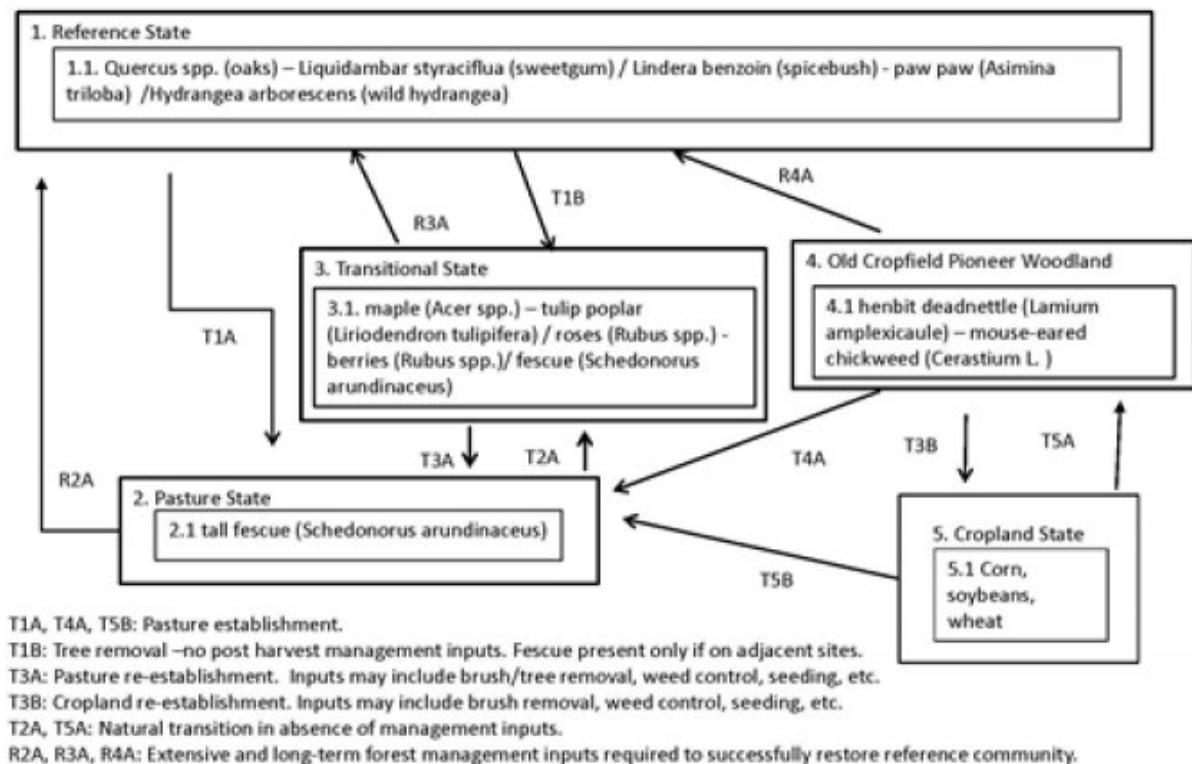 1. Reference State
1.1. Quercus spp. (oaks) – Liquidambar styraciflua (sweetgum) / Lindera benzoin (spicebush) - paw paw (Asimina
triloba) /Hydrangea arborescens (wild hydrangea)
R4A
T1B
R3A
3. Transitional State
3.1. maple (Acer spp.) – tulip poplar
(Liriodendron tulipifera) / roses (Rubus spp.) -
berries (Rubus spp.)/ fescue (Schedonorus
arundinaceus)
4. Old Cropfield Pioneer Woodland
4.1 henbit deadnettle (Lamium
amplexicaule) – mouse-eared
chickweed (Cerastium L. )
T1A
R2A
T3A
T2A
T4A
T3B
T5A
2. Pasture State
2.1 tall fescue (Schedonorus arundinaceus)
T5B
5. Cropland State
5.1 Corn,
soybeans,
wheat
T1A, T4A, T5B: Pasture establishment.
T1B: Tree removal –no post harvest management inputs. Fescue present only if on adjacent sites.
T3A: Pasture re-establishment. Inputs may include brush/tree removal, weed control, seeding, etc.
T3B: Cropland re-establishment. Inputs may include brush removal, weed control, seeding, etc.
T2A, T5A: Natural transition in absence of management inputs.
R2A, R3A, R4A: Extensive and long-term forest management inputs required to successfully restore reference community.